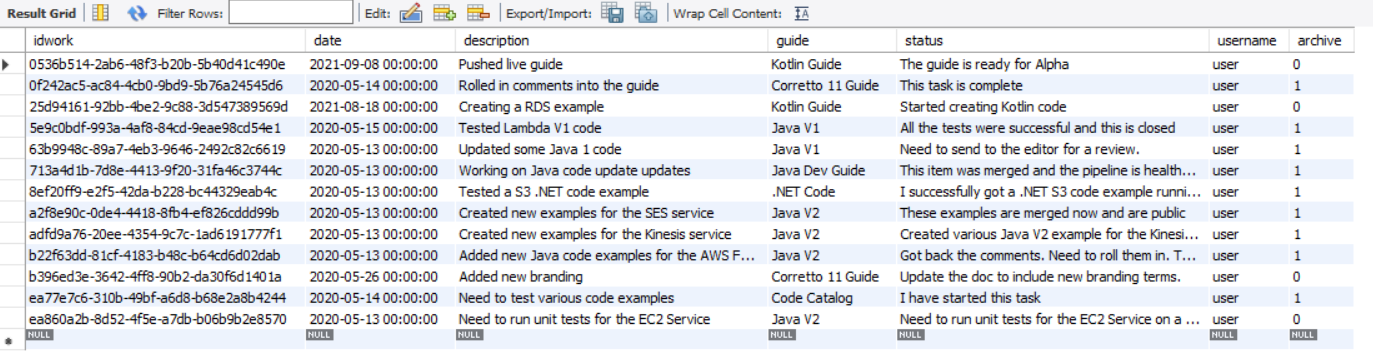 Result Grid Filter Rows: Edit: Export/Import: Wrap Cell Content:
idwork date description guide status username archive
0536b514-2ab6-48f3-b20b-5b40d41c490e 2021-09-08 00:00:00 Pushed live guide Kotlin Guide The guide is ready for Alpha user 0
0f242ac5-ac84-4cb0-9bd9-5b76a24545d6 2020-05-14 00:00:00 Rolled in comments into the guide Corretto 11 Guide This task is complete user 1
25d94161-92bb-4be2-9c88-3d547389569d 2021-08-18 00:00:00 Creating a RDS example Kotlin Guide Started creating Kotlin code user 0
5e9c0bdf-993a-4af8-84cd-9eae98cd54e1 2020-05-15 00:00:00 Tested Lambda V1 code Java V1 All the tests were successful and this is closed user 1
63b9948c-89a7-4eb3-9646-2492c82c6619 2020-05-13 00:00:00 Updated some Java 1 code Java V1 Need to send to the editor for a review. user 1
713a4d1b-7d8e-4413-9f20-31fa46c3744c 2020-05-13 00:00:00 Working on Java code update updates Java Dev Guide This item was merged and the pipeline is health... user 1
8ef20ff9-e2f5-42da-b228-bc44329eab4c 2020-05-13 00:00:00 Tested a S3 .NET code example .NET Code I successfully got a .NET S3 code example runni... user 1
a2f8e90c-0de4-4418-8fb4-ef826cddd99b 2020-05-13 00:00:00 Created new examples for the SES service Java V2 These examples are merged now and are public user 1
adfd9a76-20ee-4354-9c7c-1ad6191777f1 2020-05-13 00:00:00 Created new examples for the Kinesis service Java V2 Created various Java V2 example for the Kinesi... user 1
b22f63dd-81cf-4183-b48c-b64cd6d02dab 2020-05-13 00:00:00 Added new Java code examples for the AWS F... Java V2 Got back the comments. Need to roll them in. T... user 1
b396ed3e-3642-4ff8-90b2-da30f6d1401a 2020-05-26 00:00:00 Added new branding Corretto 11 Guide Update the doc to include new branding terms. user 0
ea77e7c6-310b-49bf-a6d8-b68e2a8b4244 2020-05-14 00:00:00 Need to test various code examples Code Catalog I have started this task user 1
ea860a2b-8d52-4f5e-a7db-b06b9b2e8570 2020-05-13 00:00:00 Need to run unit tests for the EC2 Service Java V2 Need to run unit tests for the EC2 Service on a ... user 0
NULL NULL NULL NULL NULL NULL NULL